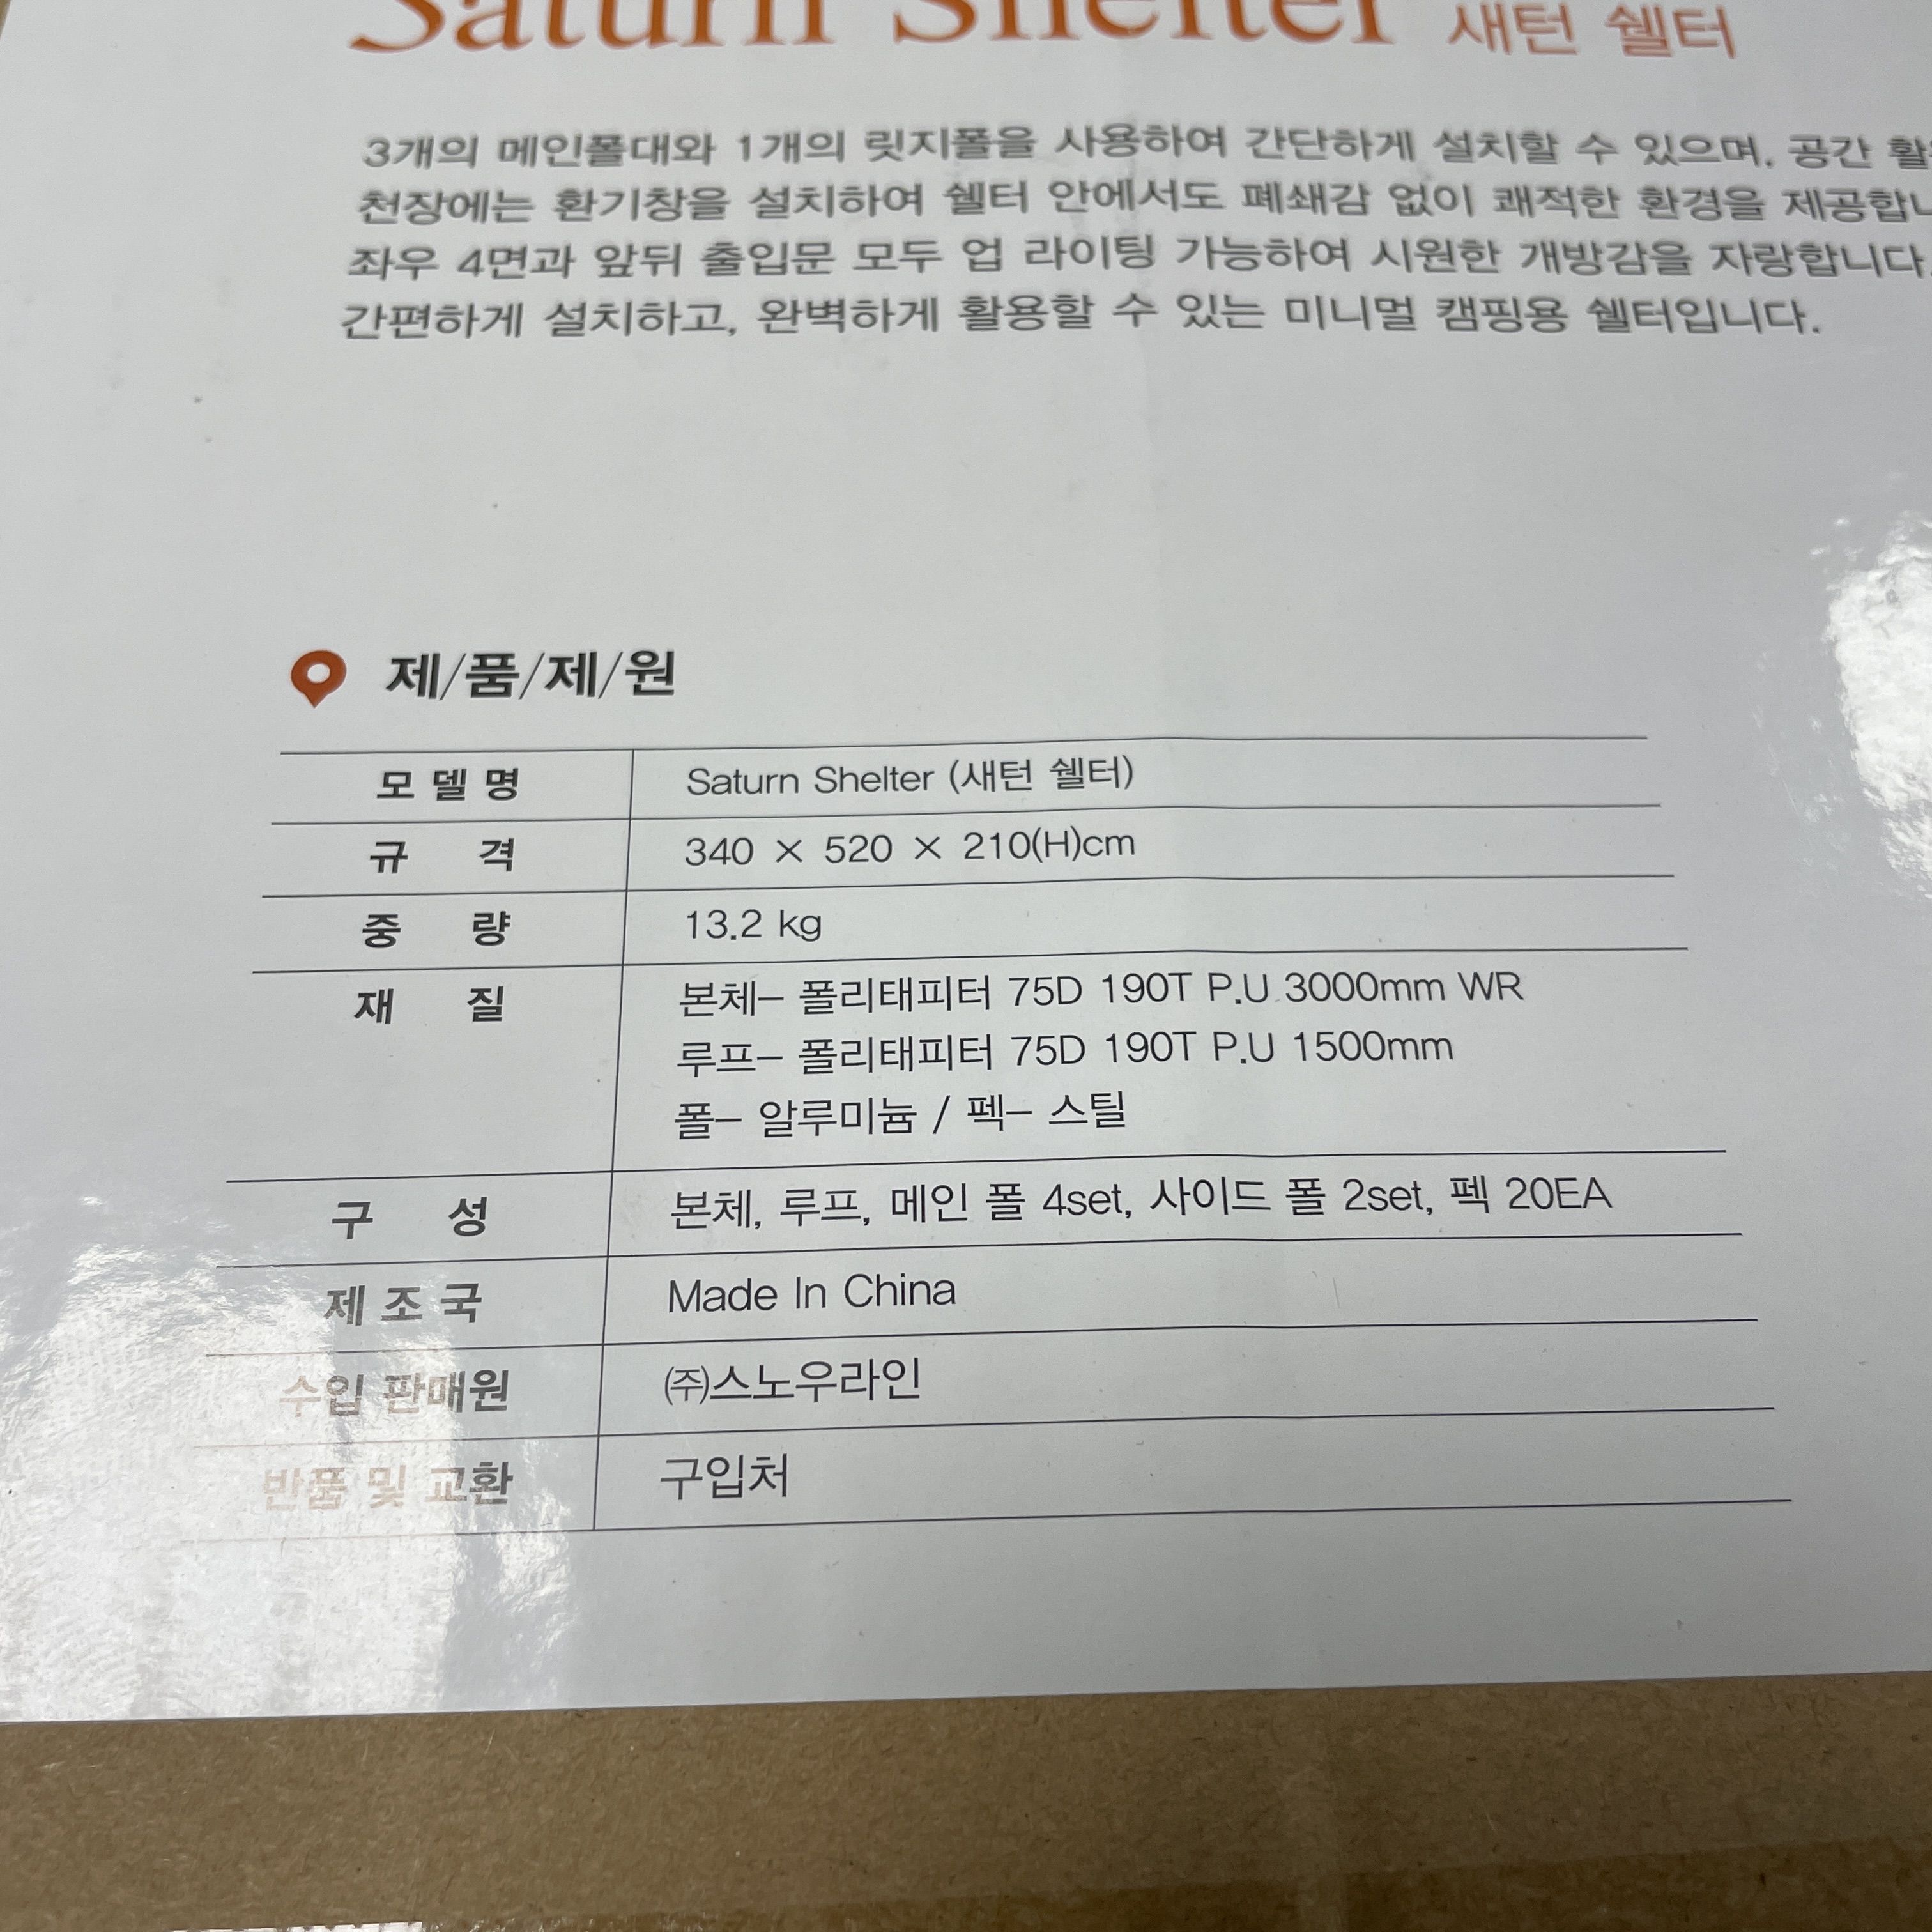 Saturn Shelter 새턴 쉘터
3개의 메인폴대와 1개의 릿지폴을 사용하여 간단하게 설치할 수 있으며, 공간
천장에는 환기창을 설치하여 쉘터 안에서도 폐쇄감 없이 쾌적한 환경을 제공합니
좌우 4면과 앞뒤 출입문 모두 업 라이팅 가능하여 시원한 개방감을 자랑합니다.
간편하게 설치하고, 완벽하게 활용할 수 있는 미니멀 캠핑용 쉘터입니다.
제/품/제/원
모델명 Saturn Shelter (새턴 쉘터)
규격 340 × 520 × 210(H)cm
중량 13.2 kg
재질 본체– 폴리태피터 75D 190T P.U 3000mm WR
루프– 폴리태피터 75D 190T P.U 1500mm
폴– 알루미늄 / 펙– 스틸
구성 본체, 루프, 메인 폴 4set, 사이드 폴 2set, 펙 20EA
제조국 Made In China
수입 판매원 ㈜스노우라인
반품 및 교환 구입처